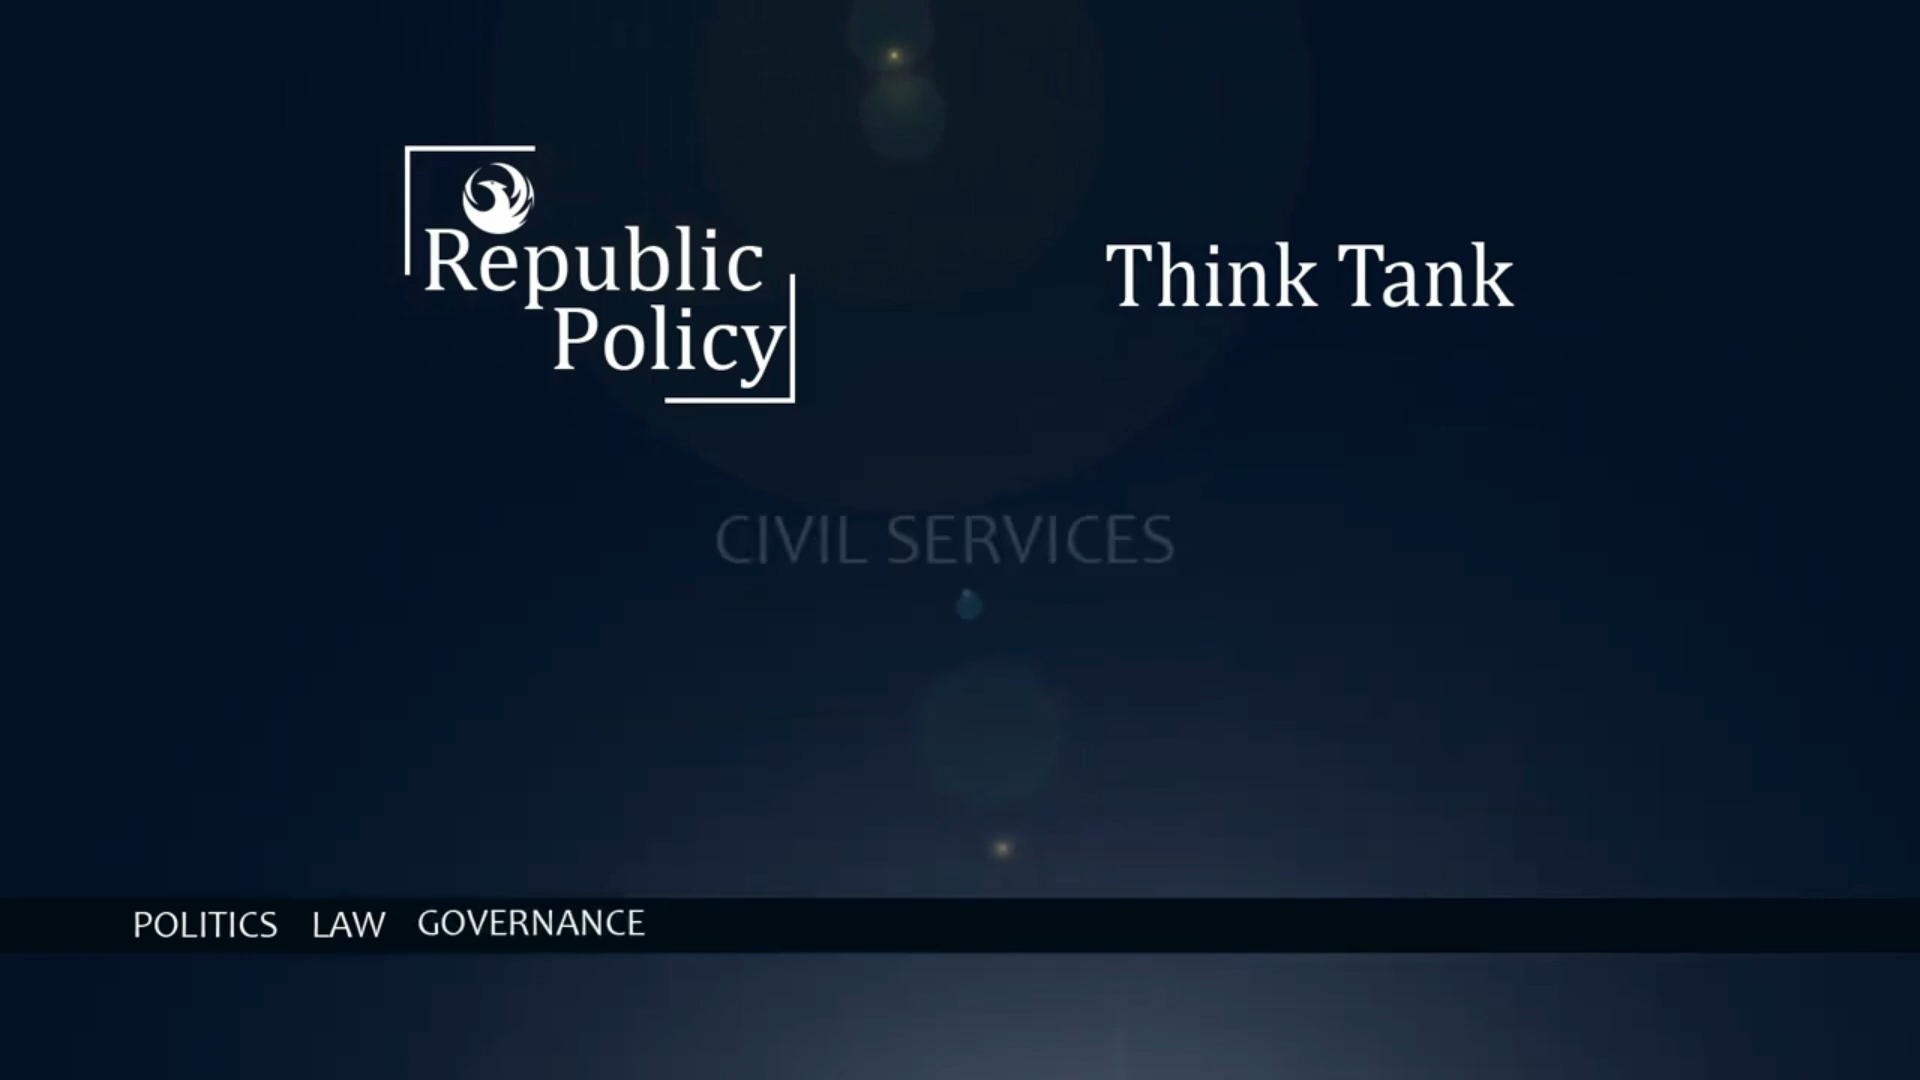 Republic
Policy
Think Tank
CIVIL SERVICES
POLITICS LAW GOVERNANCE